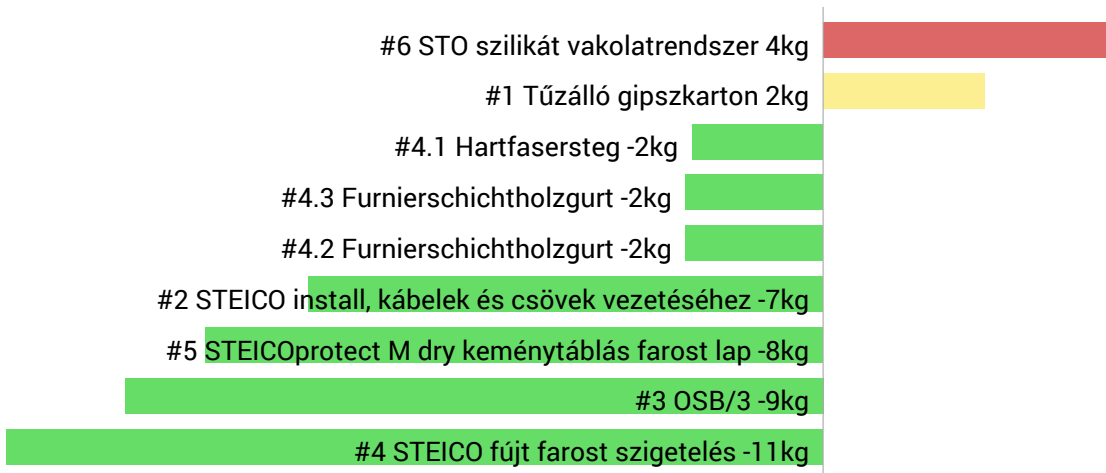 #6 STO szilikát vakolatrendszer 4kg
#1 Tűzálló gipszkarton 2kg
#4.1 Hartfasersteg -2kg
#4.3 Furnierschichtholzgurt -2kg
#4.2 Furnierschichtholzgurt -2kg
#2 STEICO install, kábelek és csövek vezetéséhez -7kg
#5 STEICOprotect M dry keménytáblás farost lap -8kg
#3 OSB/3 -9kg
#4 STEICO fújt farost szigetelés -11kg